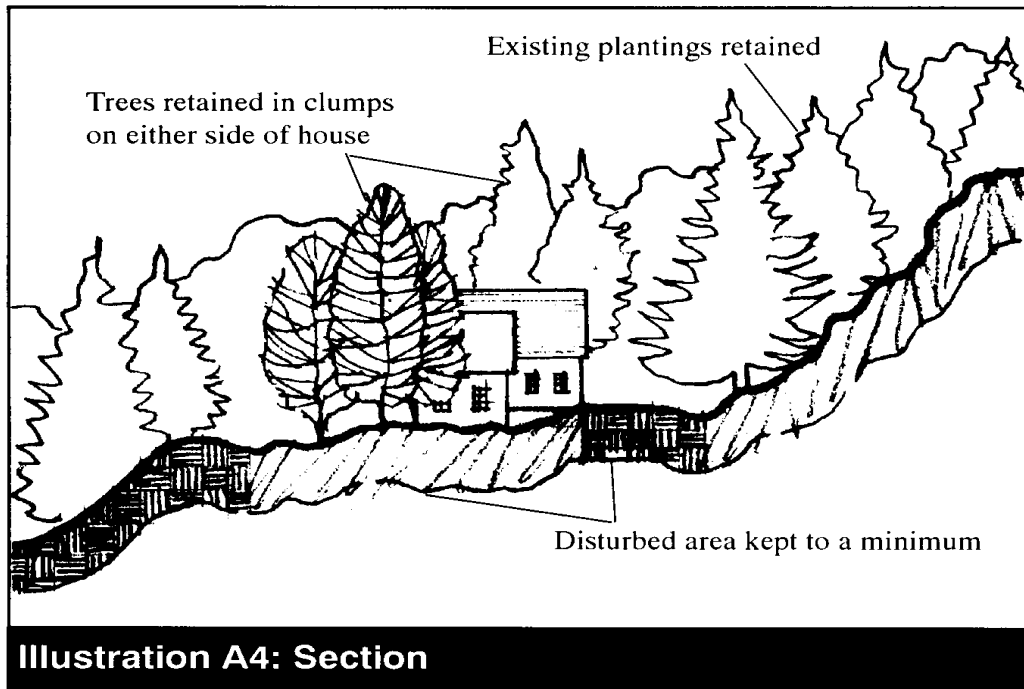 Existing plantings retained
Trees retained in clumps
on either side of house
Disturbed area kept to a minimum
Illustration A4: Section